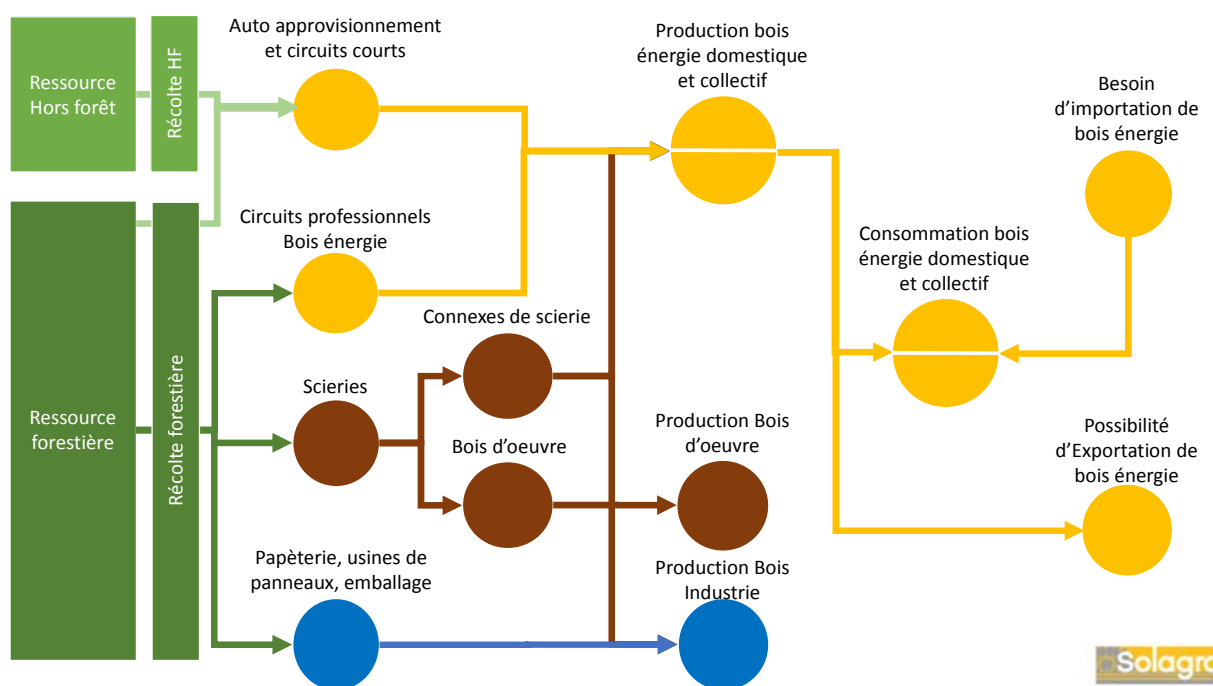 Auto approvisionnement
et circuits courts
Production bois
énergie domestique
et collectif
Besoin
d'importation de
bois énergie
Ressource
Hors forêt
Récolte HF
Circuits professionnels
Bois énergie
Consommation bois
énergie domestique
et collectif
Connexes de scierie
Scieries
Ressource
forestière
Récolte forestière
Bois d'oeuvre
Production Bois
d'oeuvre
Possibilité
d'Exportation de
bois énergie
Papèterie, usines de
panneaux, emballage
Production Bois
Industrie
Solagro